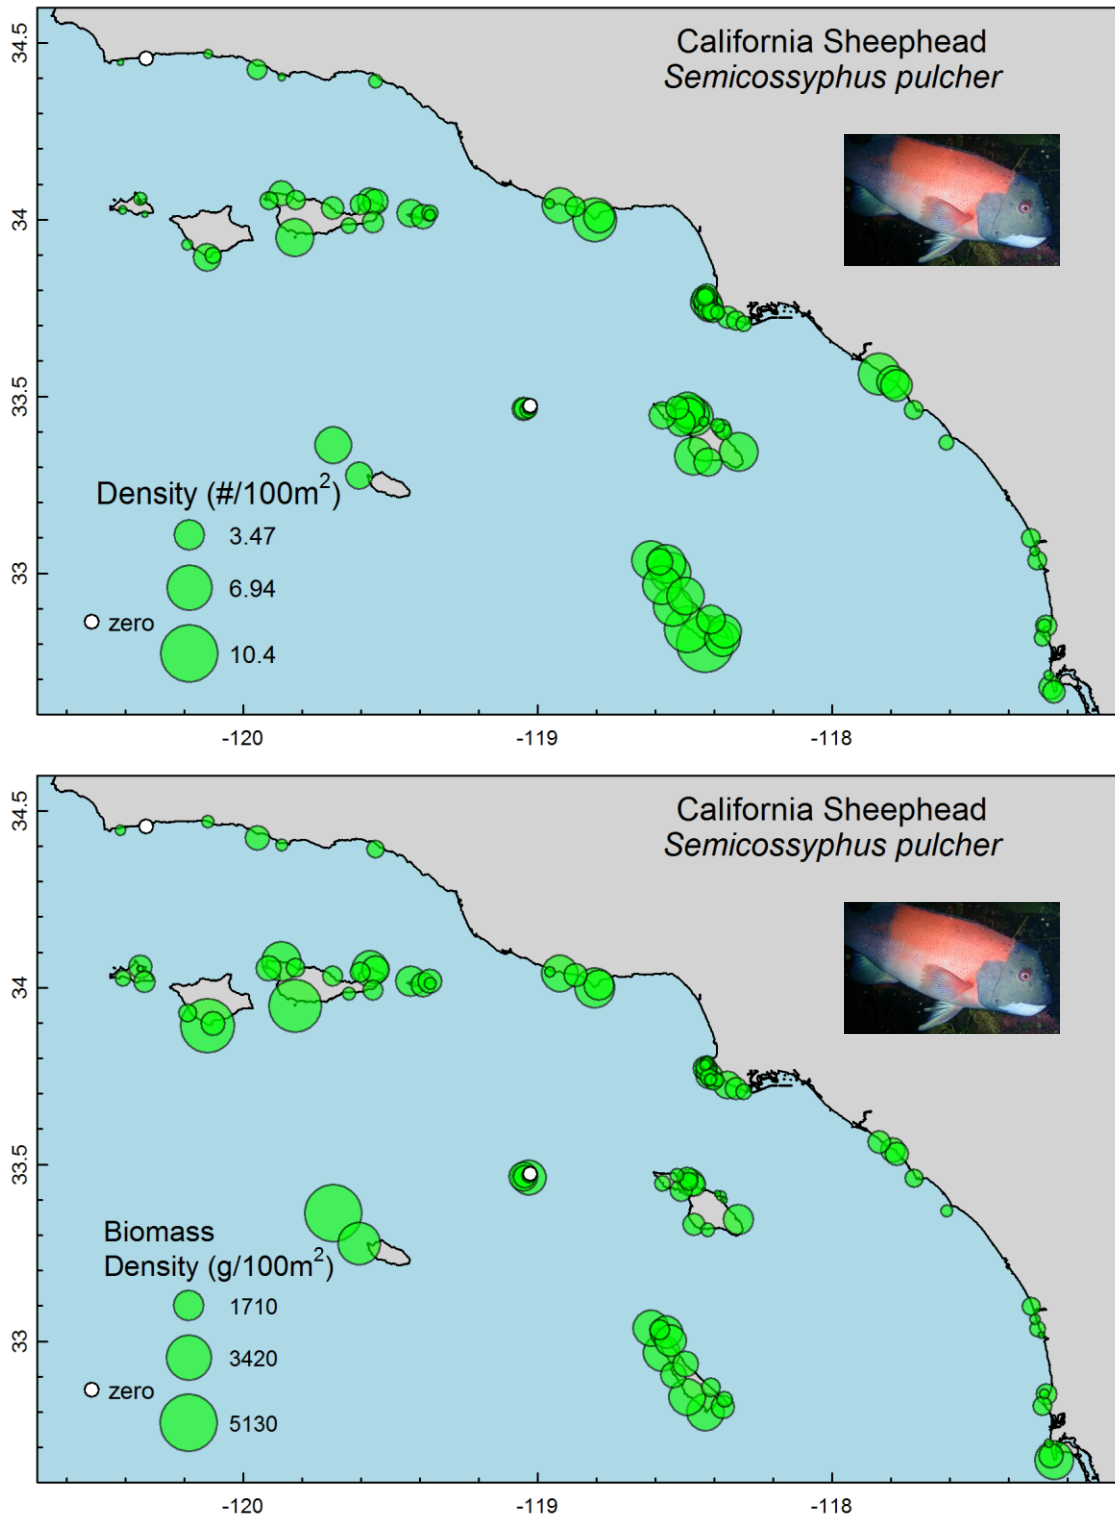 California Sheephead
Semicossyphus pulcher
34.5
34
33.5
33
Density (#/100m²)
3.47
6.94
zero
10.4
-120
-119
-118
California Sheephead
Semicossyphus pulcher
34.5
34
33.5
33
Biomass
Density (g/100m²)
1710
3420
zero
5130
-120
-119
-118